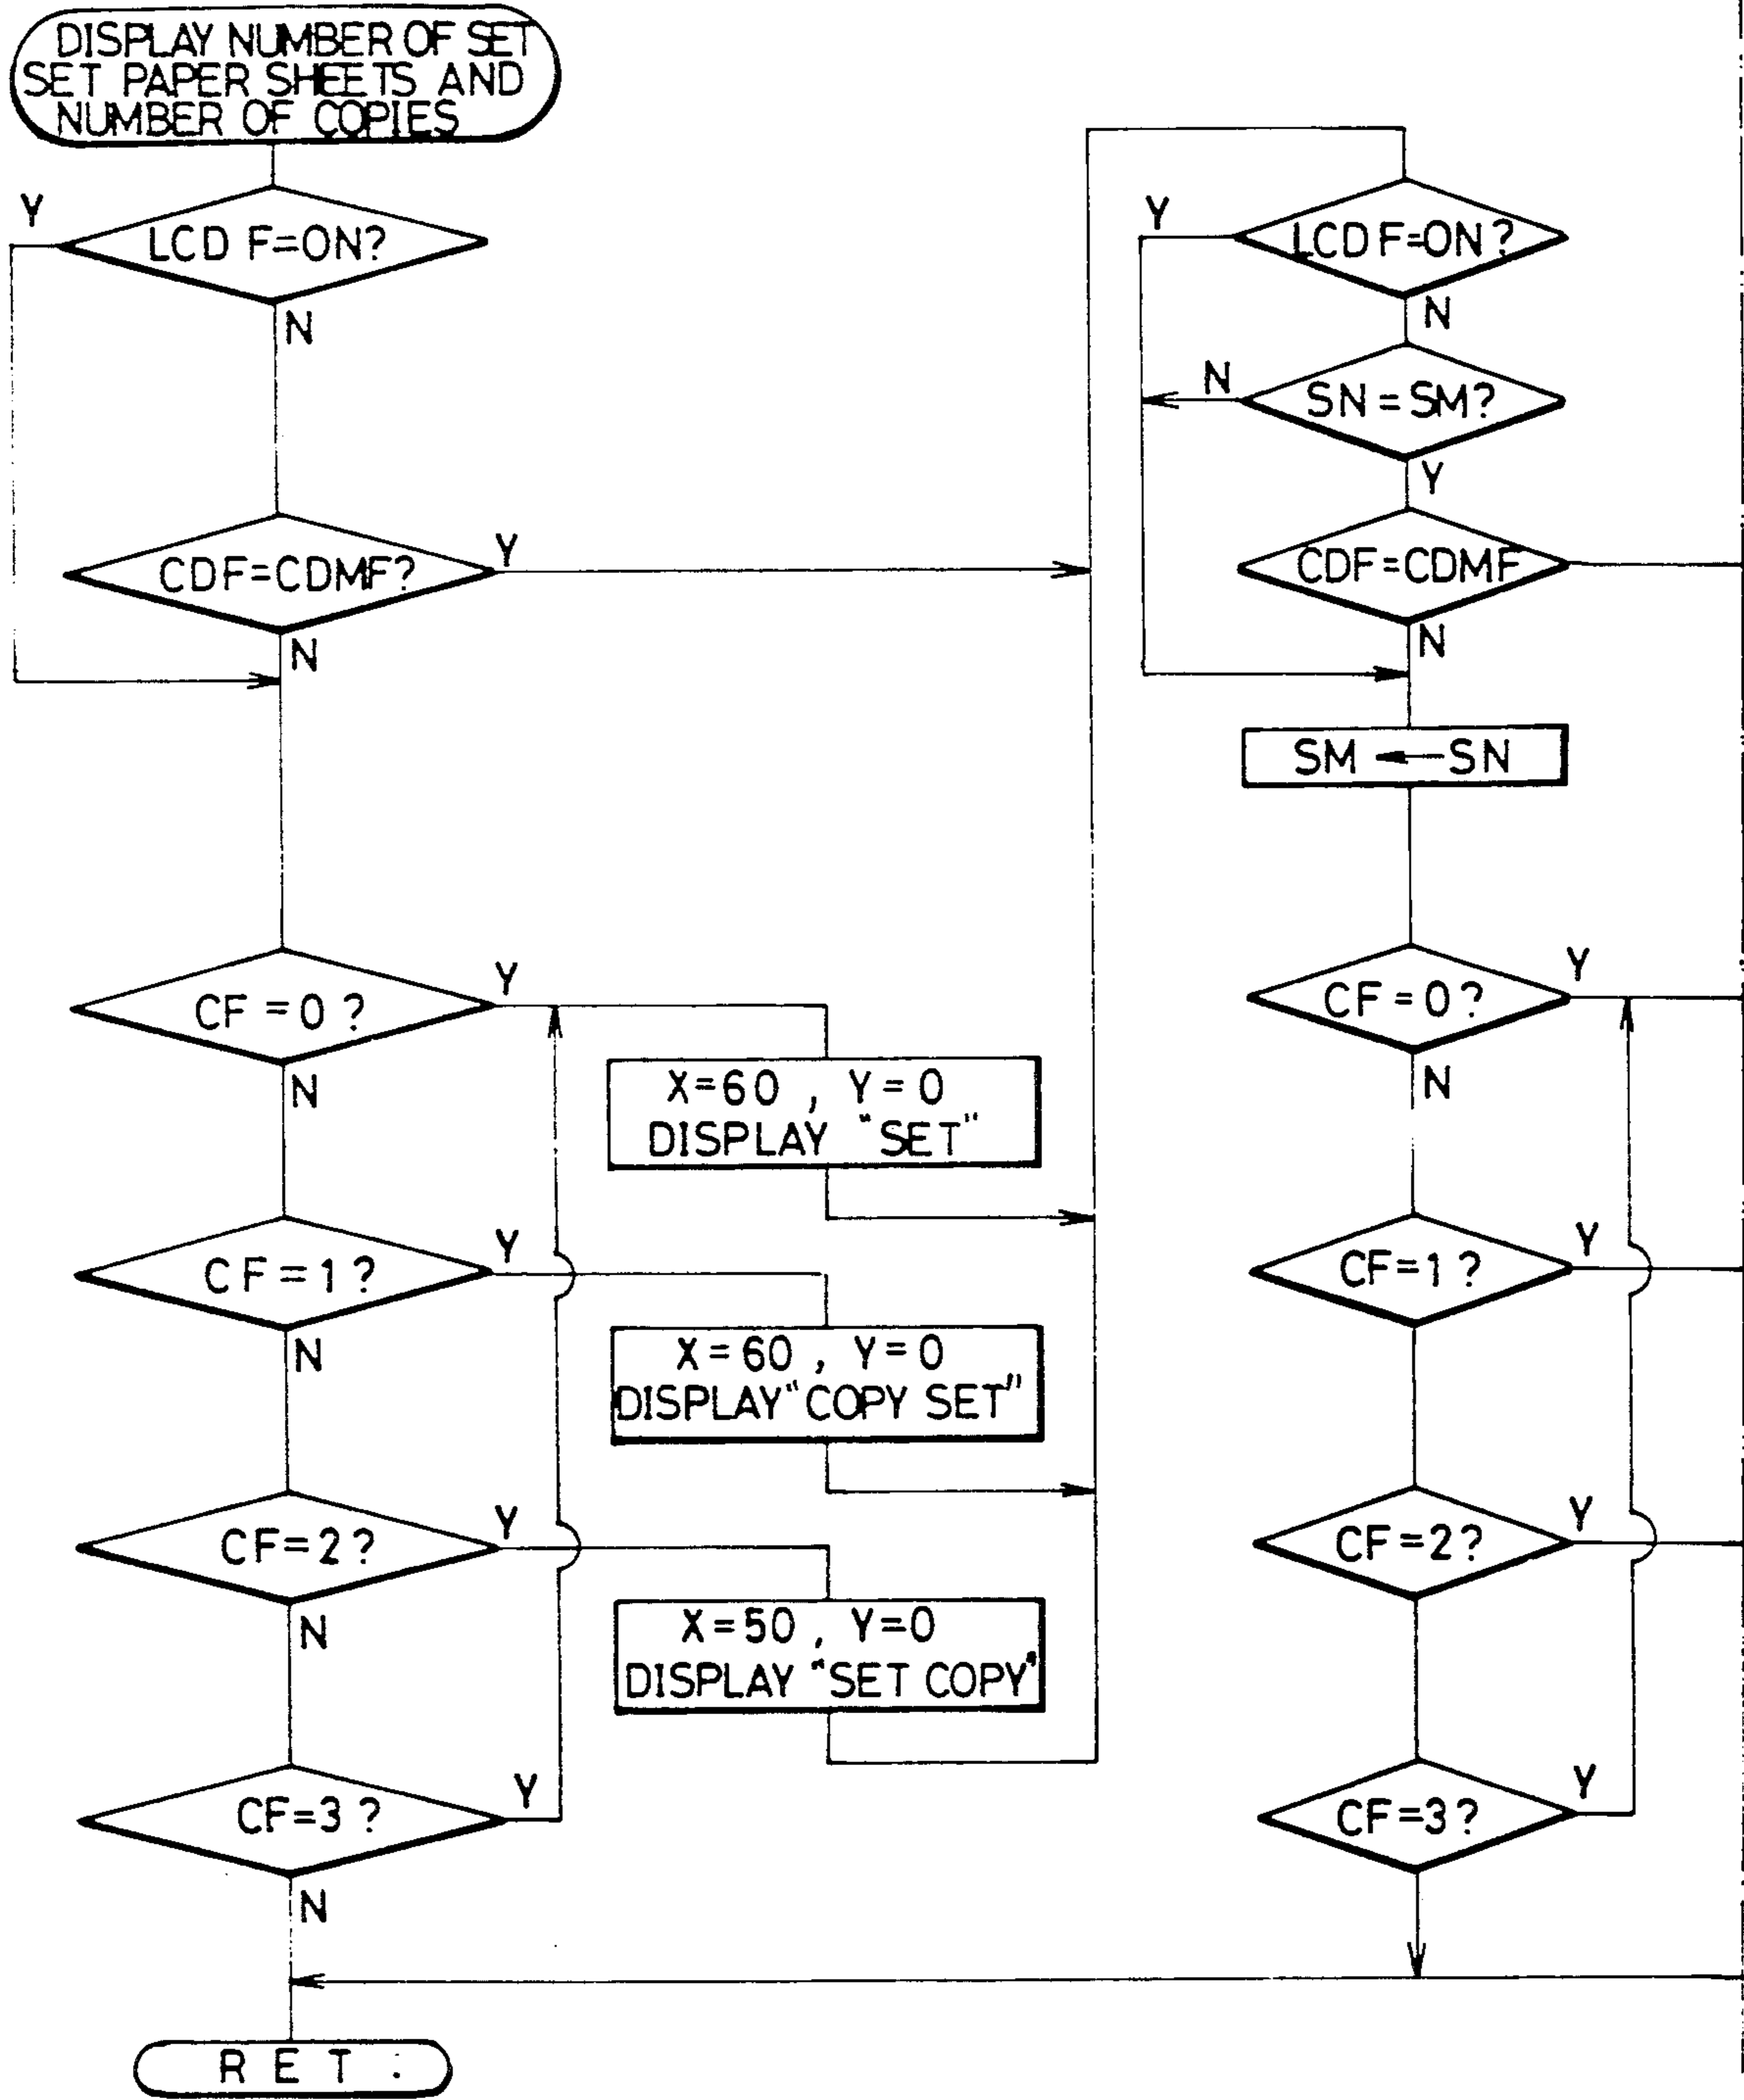 DISPLAY NUMBER OF SET
SET PAPER SHEETS AND
NUMBER OF COPIES
Y
LCD F=ON?
N
CDF=CDMF?
Y
N
CF=0?
Y
N
X=60, Y=0
DISPLAY "SET"
CF=1?
Y
N
X=60, Y=0
DISPLAY "COPY SET"
CF=2?
Y
N
X=50, Y=0
DISPLAY "SET COPY"
CF=3?
Y
N
RET.
Y
LCD F=ON?
N
N
SN=SM?
Y
CDF=CDMF
N
SM ← SN
CF=0?
Y
N
CF=1?
Y
CF=2?
Y
CF=3?
Y